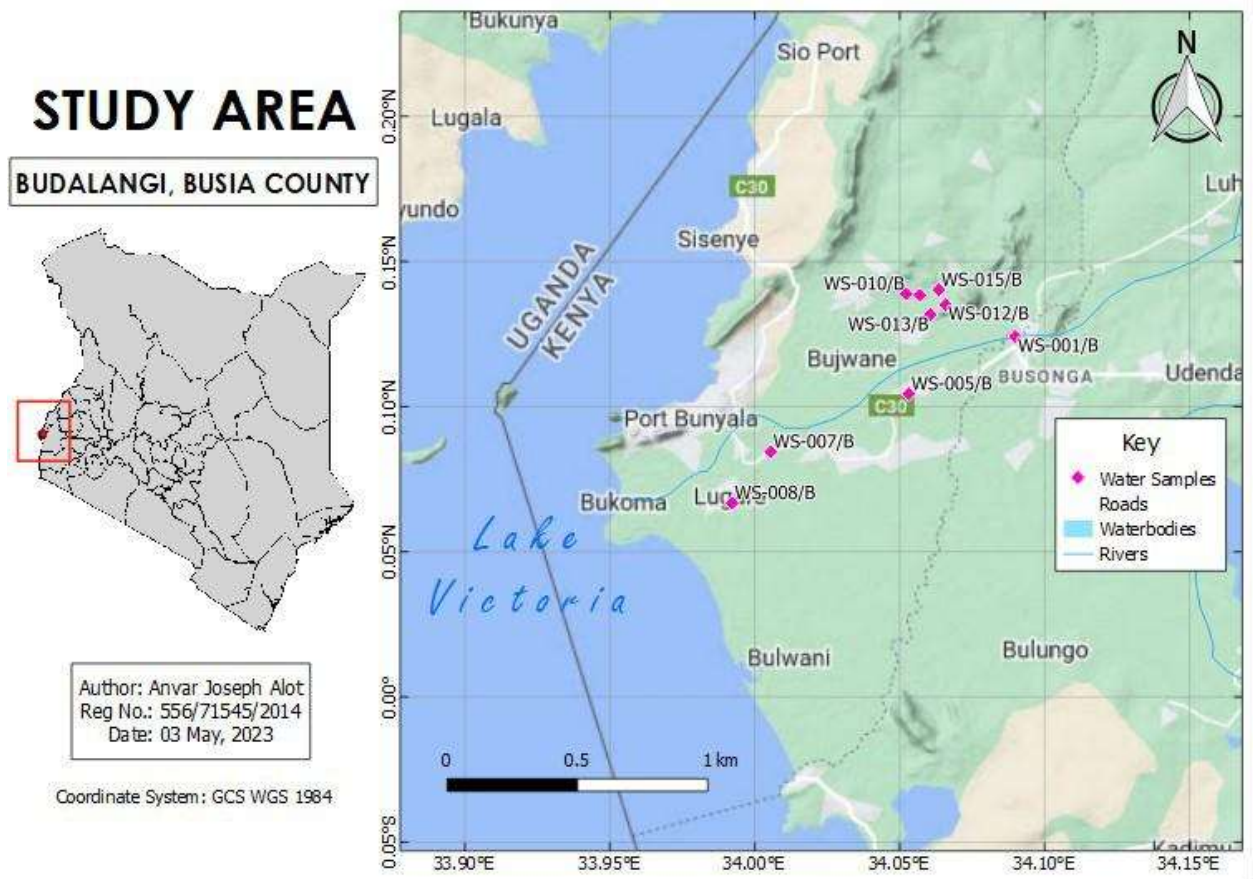 STUDY AREA
BUDALANGI, BUSIA COUNTY
Author: Anvar Joseph Alot
Reg No.: 556/71545/2014
Date: 03 May, 2023
Coordinate System: GCS WGS 1984
Bukunya
Sio Port
N
Lugala
C30
Luh
yundo
Sisenye
UGANDA
KENYA
WS-010/B
WS-015/B
WS-012/B
WS-013/B
WS-001/B
Bujwane
BUSONGA
Udenda
WS-005/B
C30
Port Bunyala
WS-007/B
Bukoma
WS-008/B
Lake
Victoria
Key
Water Samples
Roads
Waterbodies
Rivers
Bulwani
Bulungo
0 0.5 1 km
Kadimu
0.20°N
0.15°N
0.10°N
0.05°N
0.00°
0.05°S
33.90°E 33.95°E 34.00°E 34.05°E 34.10°E 34.15°E